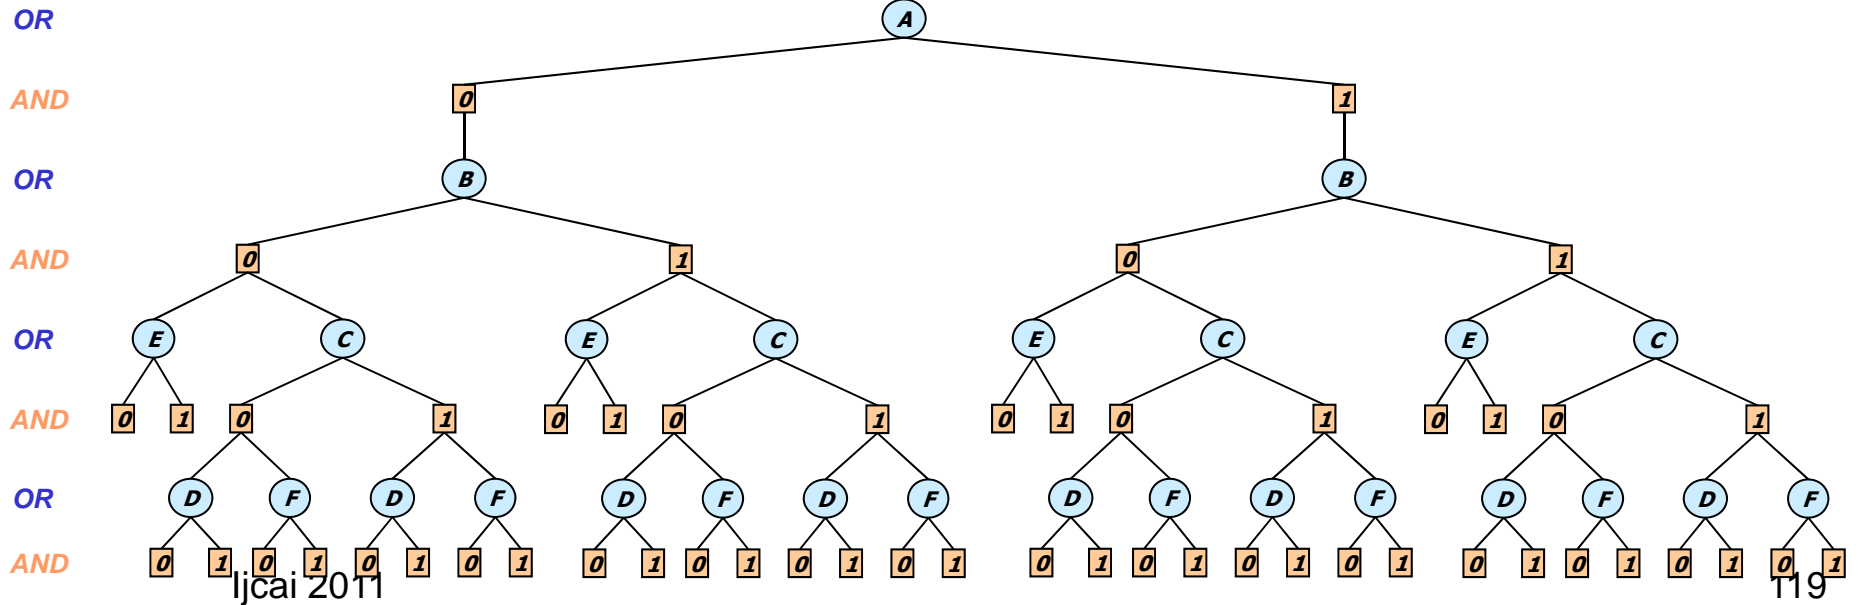 OR A
AND 0 1
OR B B
AND 0 1 0 1
OR E C E C E C E C
AND 0 1 0 1 0 1 0 1 0 1 0 1 0 1 0 1
OR D F D F D F D F D F D F D F D F
AND 0 1 0 1 0 1 0 1 0 1 0 1 0 1 0 1 0 1 0 1 0 1 0 1 0 1 0 1 0 1 0 1
Ijcai 2011 119